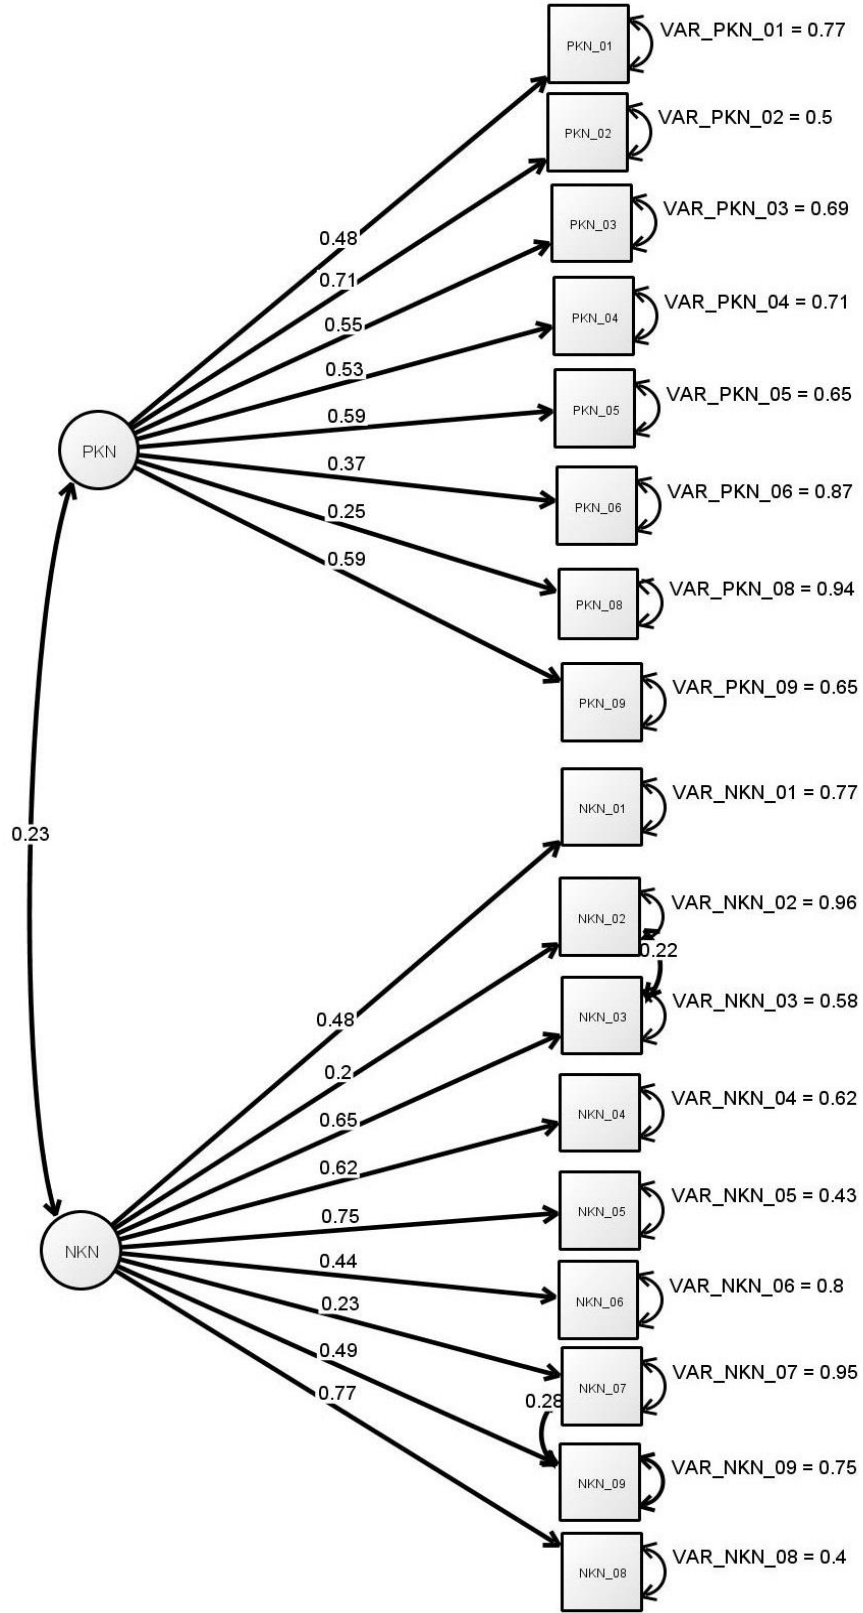 PKN_01
VAR_PKN_01 = 0.77
PKN_02
VAR_PKN_02 = 0.5
PKN_03
VAR_PKN_03 = 0.69
0.48
0.71
PKN_04
VAR_PKN_04 = 0.71
0.55
0.53
PKN_05
VAR_PKN_05 = 0.65
0.59
PKN
0.37
PKN_06
VAR_PKN_06 = 0.87
0.25
0.59
PKN_08
VAR_PKN_08 = 0.94
PKN_09
VAR_PKN_09 = 0.65
NKN_01
VAR_NKN_01 = 0.77
0.23
NKN_02
VAR_NKN_02 = 0.96
0.22
NKN_03
VAR_NKN_03 = 0.58
0.48
0.2
NKN_04
VAR_NKN_04 = 0.62
0.65
0.62
NKN_05
VAR_NKN_05 = 0.43
0.75
NKN
0.44
NKN_06
VAR_NKN_06 = 0.8
0.23
0.49
NKN_07
VAR_NKN_07 = 0.95
0.77
0.28
NKN_09
VAR_NKN_09 = 0.75
NKN_08
VAR_NKN_08 = 0.4